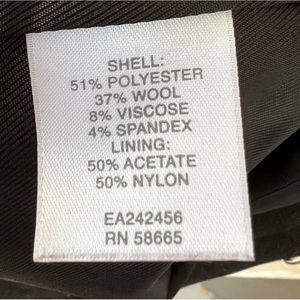 SHELL:
51% POLYESTER
37% WOOL
8% VISCOSE
4% SPANDEX
LINING:
50% ACETATE
50% NYLON
EA242456
RN 58665